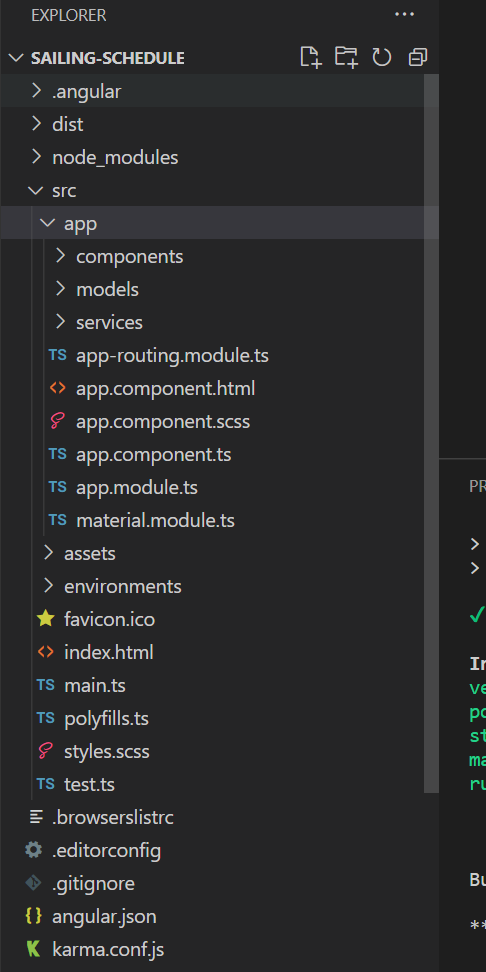 EXPLORER
SAILING-SCHEDULE
.angular
dist
node_modules
src
app
components
models
services
TS app-routing.module.ts
<> app.component.html
app.component.scss
TS app.component.ts
TS app.module.ts
TS material.module.ts
assets
environments
favicon.ico
<> index.html
TS main.ts
TS polyfills.ts
styles.scss
TS test.ts
.browserslistrc
.editorconfig
.gitignore
{} angular.json
karma.conf.js
PR
>
>
✓
In
ve
po
st
ma
ru
Bu
**